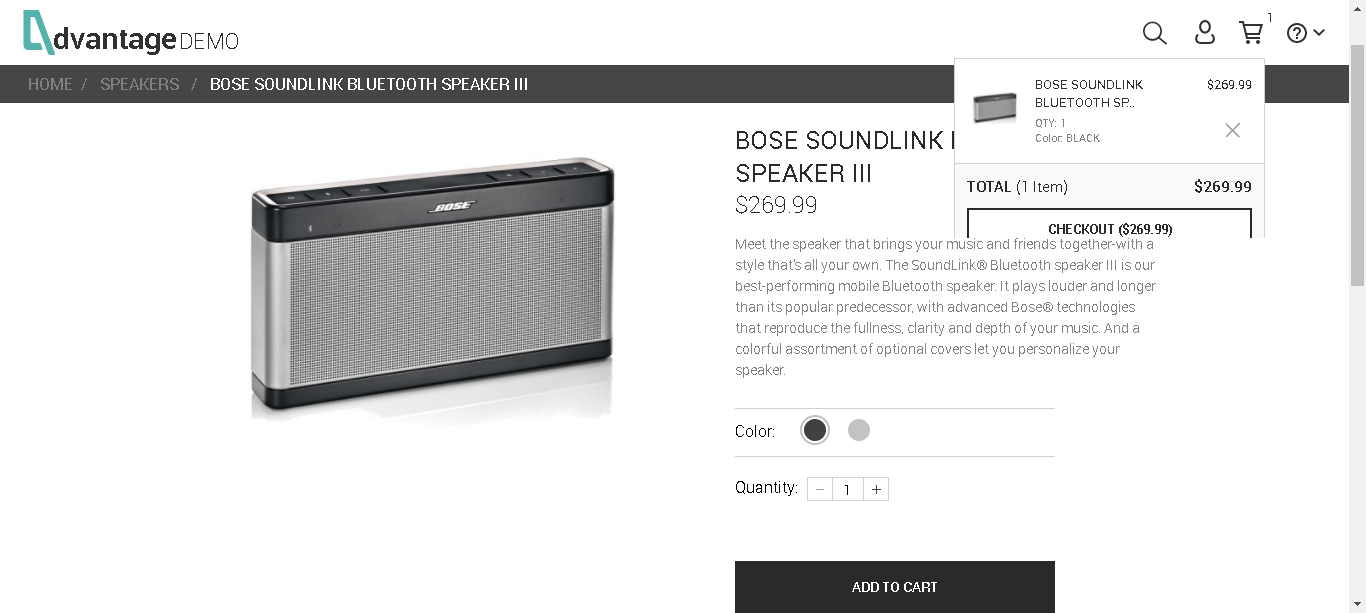 dvantage DEMO
1
HOME / SPEAKERS / BOSE SOUNDLINK BLUETOOTH SPEAKER III
BOSE SOUNDLINK $269.99
BLUETOOTH SP..
QTY: 1
Color: BLACK
TOTAL (1 Item) $269.99
CHECKOUT ($269.99)
BOSE
BOSE SOUNDLINK
SPEAKER III
$269.99
Meet the speaker that brings your music and friends together-with a
style that's all your own. The SoundLink® Bluetooth speaker III is our
best-performing mobile Bluetooth speaker. It plays louder and longer
than its popular predecessor, with advanced Bose® technologies
that reproduce the fullness, clarity and depth of your music. And a
colorful assortment of optional covers let you personalize your
speaker.
Color:
Quantity: − 1 +
ADD TO CART